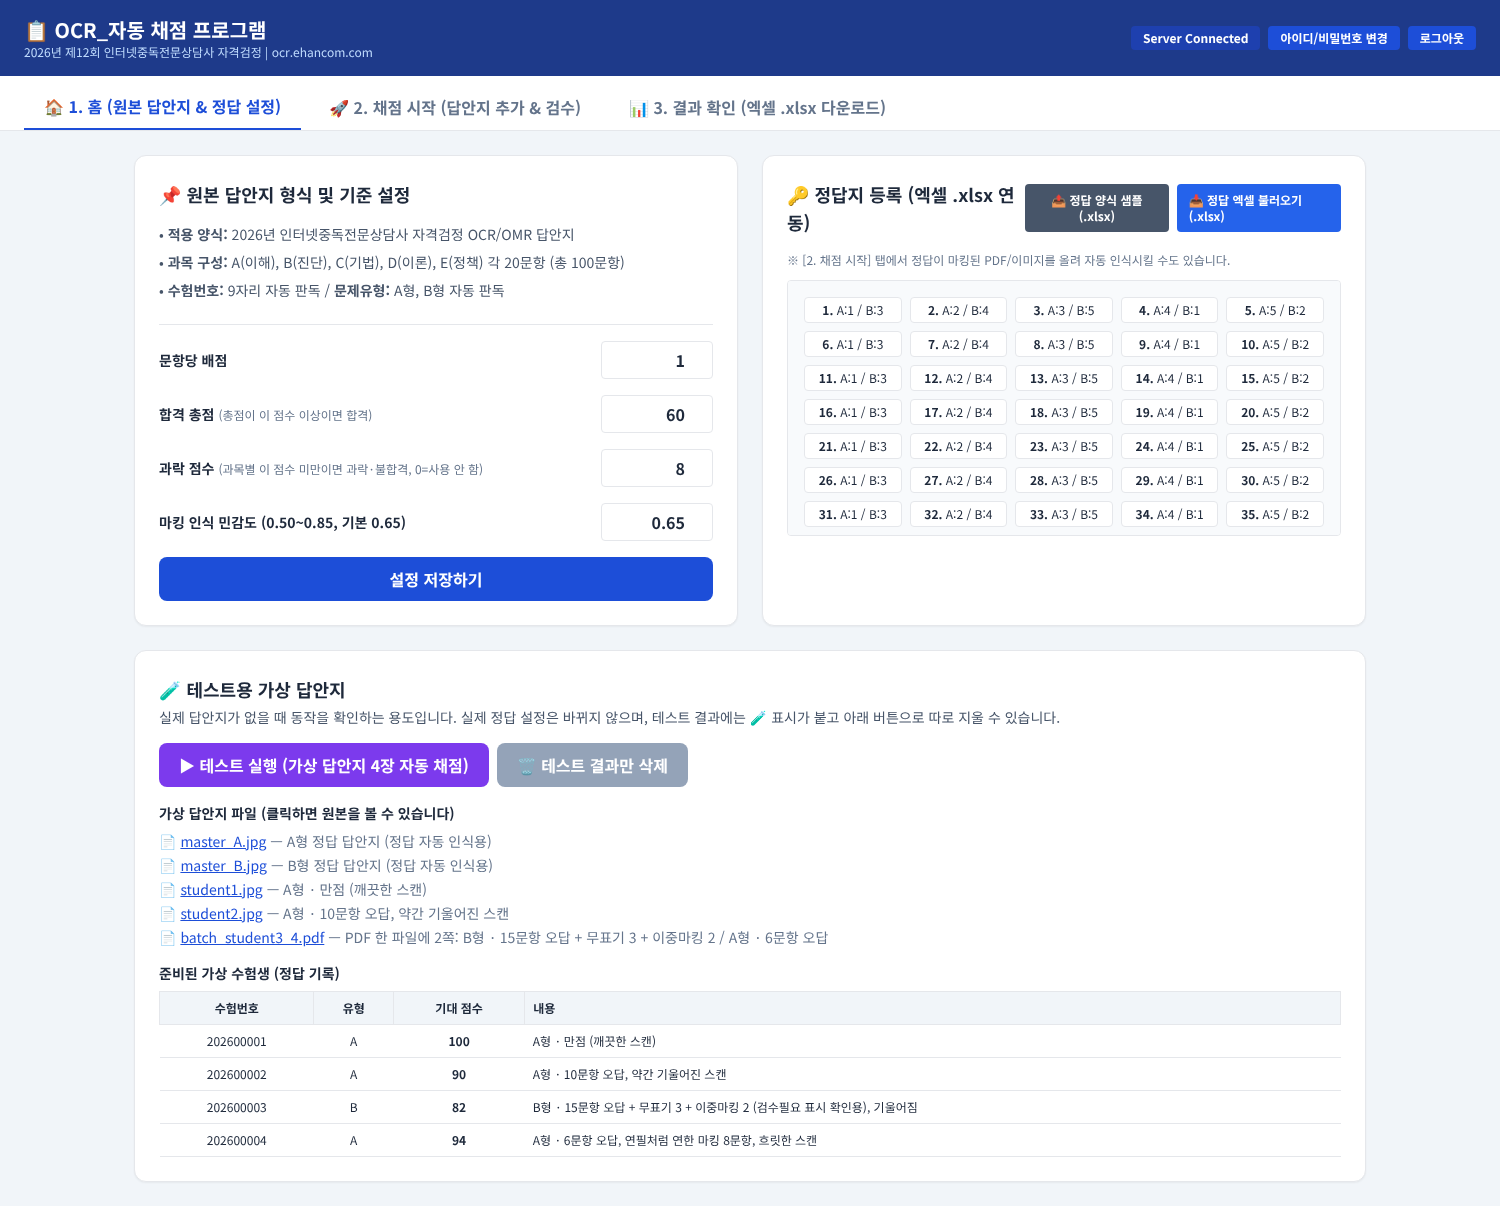 📋 OCR_자동 채점 프로그램
2026년 제12회 인터넷중독전문상담사 자격검정 | ocr.ehancom.com
Server Connected
아이디/비밀번호 변경
로그아웃
🏠 1. 홈 (원본 답안지 & 정답 설정)
🚀 2. 채점 시작 (답안지 추가 & 검수)
📊 3. 결과 확인 (엑셀 .xlsx 다운로드)
📌 원본 답안지 형식 및 기준 설정
• 적용 양식: 2026년 인터넷중독전문상담사 자격검정 OCR/OMR 답안지
• 과목 구성: A(이해), B(진단), C(기법), D(이론), E(정책) 각 20문항 (총 100문항)
• 수험번호: 9자리 자동 판독 / 문제유형: A형, B형 자동 판독
문항당 배점 1
합격 총점 (총점이 이 점수 이상이면 합격) 60
과락 점수 (과목별 이 점수 미만이면 과락·불합격, 0=사용 안 함) 8
마킹 인식 민감도 (0.50~0.85, 기본 0.65) 0.65
설정 저장하기
🔑 정답지 등록 (엑셀 .xlsx 연
동)
📤 정답 양식 샘플
(.xlsx)
📥 정답 엑셀 불러오기
(.xlsx)
※ [2. 채점 시작] 탭에서 정답이 마킹된 PDF/이미지를 올려 자동 인식시킬 수도 있습니다.
1. A:1 / B:3 2. A:2 / B:4 3. A:3 / B:5 4. A:4 / B:1 5. A:5 / B:2
6. A:1 / B:3 7. A:2 / B:4 8. A:3 / B:5 9. A:4 / B:1 10. A:5 / B:2
11. A:1 / B:3 12. A:2 / B:4 13. A:3 / B:5 14. A:4 / B:1 15. A:5 / B:2
16. A:1 / B:3 17. A:2 / B:4 18. A:3 / B:5 19. A:4 / B:1 20. A:5 / B:2
21. A:1 / B:3 22. A:2 / B:4 23. A:3 / B:5 24. A:4 / B:1 25. A:5 / B:2
26. A:1 / B:3 27. A:2 / B:4 28. A:3 / B:5 29. A:4 / B:1 30. A:5 / B:2
31. A:1 / B:3 32. A:2 / B:4 33. A:3 / B:5 34. A:4 / B:1 35. A:5 / B:2
🧪 테스트용 가상 답안지
실제 답안지가 없을 때 동작을 확인하는 용도입니다. 실제 정답 설정은 바뀌지 않으며, 테스트 결과에는 🧪 표시가 붙고 아래 버튼으로 따로 지울 수 있습니다.
▶ 테스트 실행 (가상 답안지 4장 자동 채점)
🗑️ 테스트 결과만 삭제
가상 답안지 파일 (클릭하면 원본을 볼 수 있습니다)
📄 master_A.jpg — A형 정답 답안지 (정답 자동 인식용)
📄 master_B.jpg — B형 정답 답안지 (정답 자동 인식용)
📄 student1.jpg — A형 · 만점 (깨끗한 스캔)
📄 student2.jpg — A형 · 10문항 오답, 약간 기울어진 스캔
📄 batch_student3_4.pdf — PDF 한 파일에 2쪽: B형 · 15문항 오답 + 무표기 3 + 이중마킹 2 / A형 · 6문항 오답
준비된 가상 수험생 (정답 기록)
수험번호 유형 기대 점수 내용
202600001 A 100 A형 · 만점 (깨끗한 스캔)
202600002 A 90 A형 · 10문항 오답, 약간 기울어진 스캔
202600003 B 82 B형 · 15문항 오답 + 무표기 3 + 이중마킹 2 (검수필요 표시 확인용), 기울어짐
202600004 A 94 A형 · 6문항 오답, 연필처럼 연한 마킹 8문항, 흐릿한 스캔